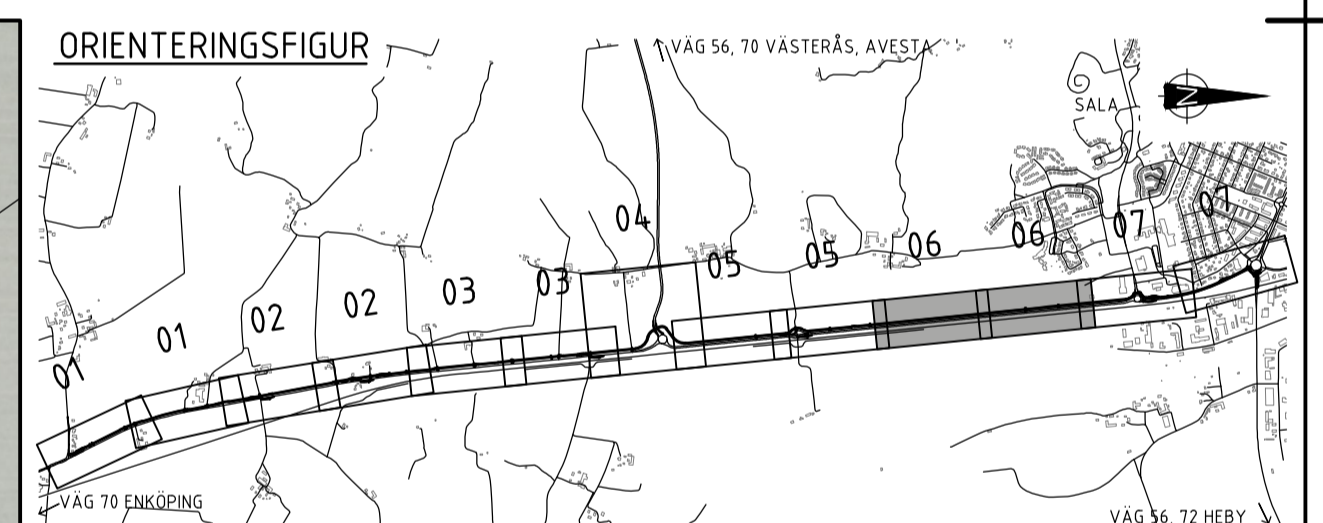 ORIENTERINGSFIGUR
VÄG 56, 70 VÄSTERÅS, AVESTA
SALA
N
01
01
02
02
03
03
04
05
05
06
06
07
07
VÄG 70 ENKÖPING
VÄG 56, 72 HEBY